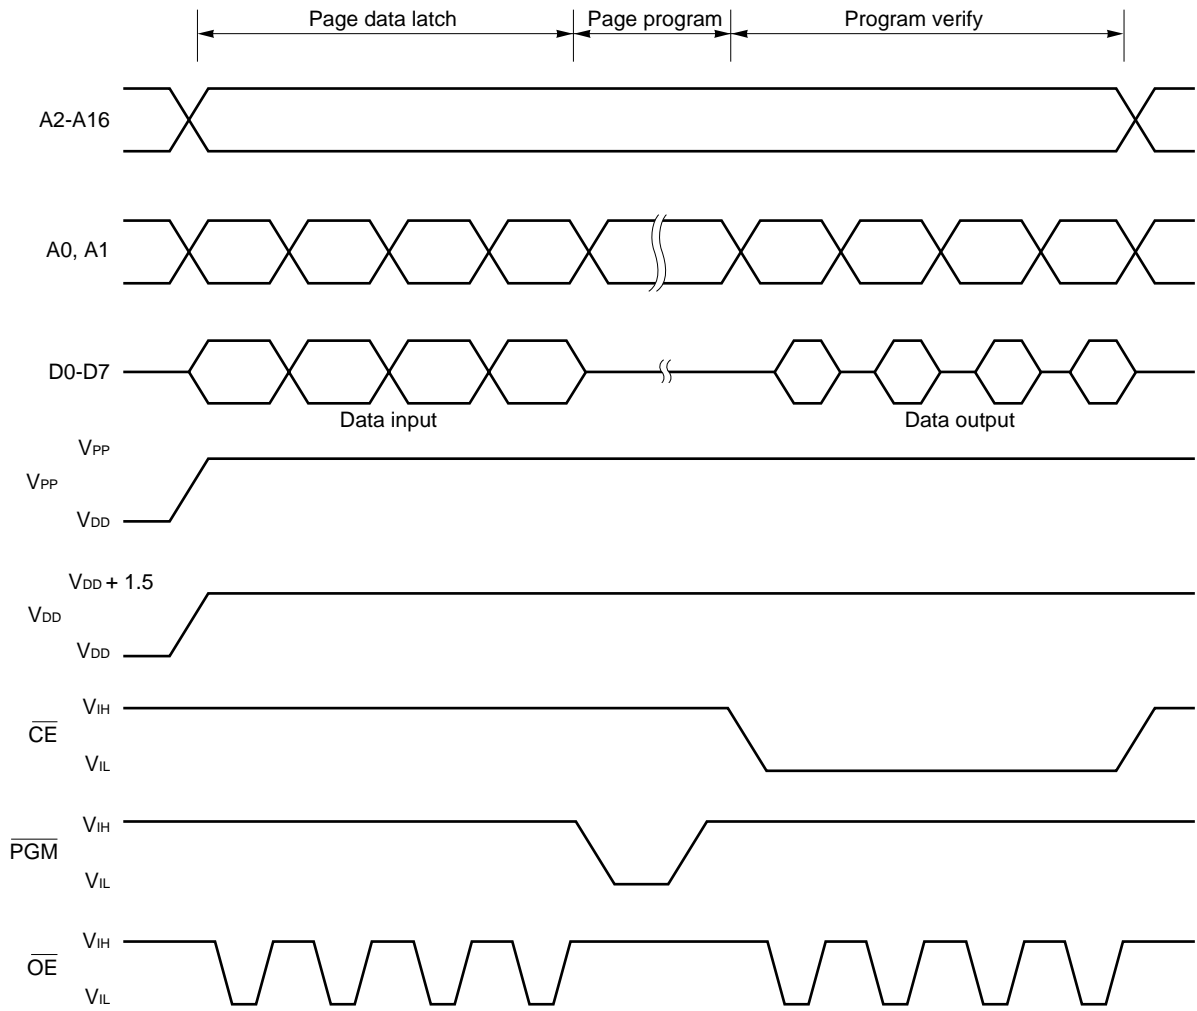 Page data latch Page program Program verify
A2-A16
A0, A1
D0-D7
Data input Data output
VPP
VPP
VDD
VDD + 1.5
VDD
VDD
VIH
CE
VIL
VIH
PGM
VIL
VIH
OE
VIL